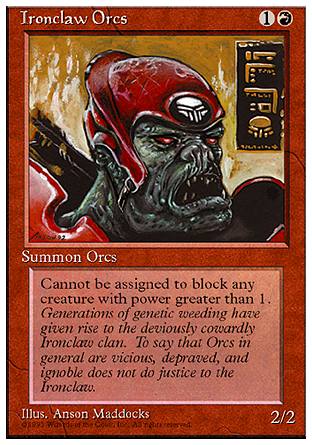 Ironclaw Orcs 1
Summon Orcs
Cannot be assigned to block any
creature with power greater than 1.
Generations of genetic weeding have
given rise to the deviously cowardly
Ironclaw clan. To say that Orcs in
general are vicious, depraved, and
ignoble does not do justice to the
Ironclaw.
Illus. Anson Maddocks
2/2